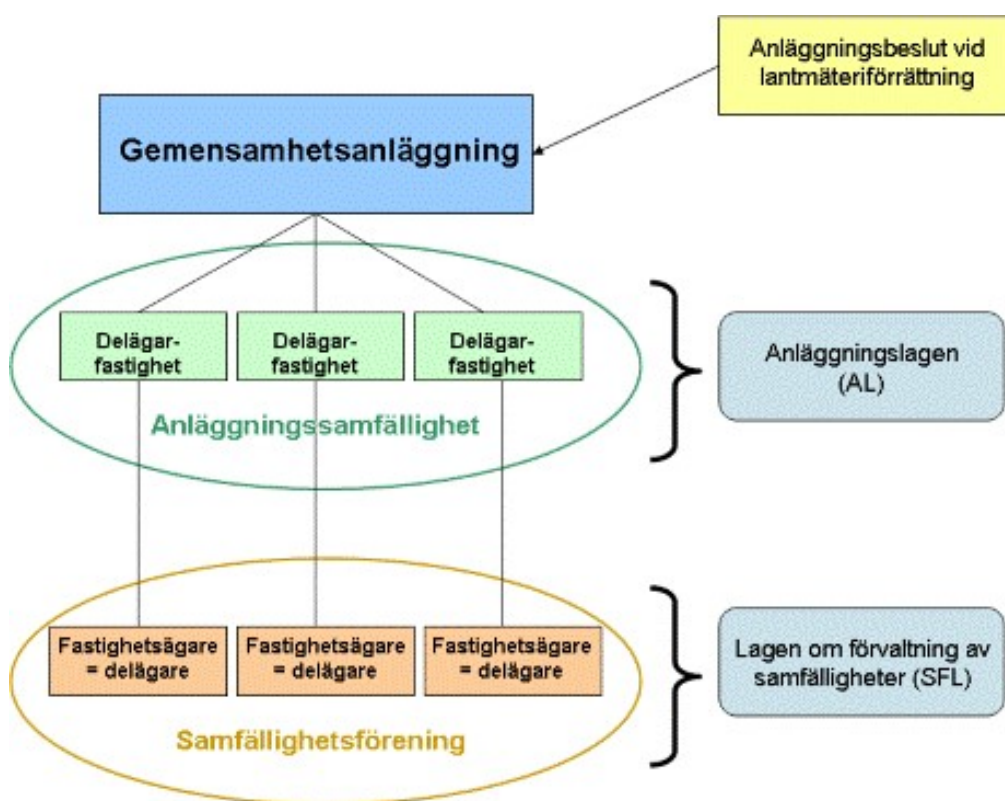 Anläggningsbeslut vid
lantmäteriförrättning
Gemensamhetsanläggning
Delägar-
fastighet
Delägar-
fastighet
Delägar-
fastighet
Anläggningssamfällighet
Anläggningslagen
(AL)
Fastighetsägare
= delägare
Fastighetsägare
= delägare
Fastighetsägare
= delägare
Samfällighetsförening
Lagen om förvaltning av
samfälligheter (SFL)